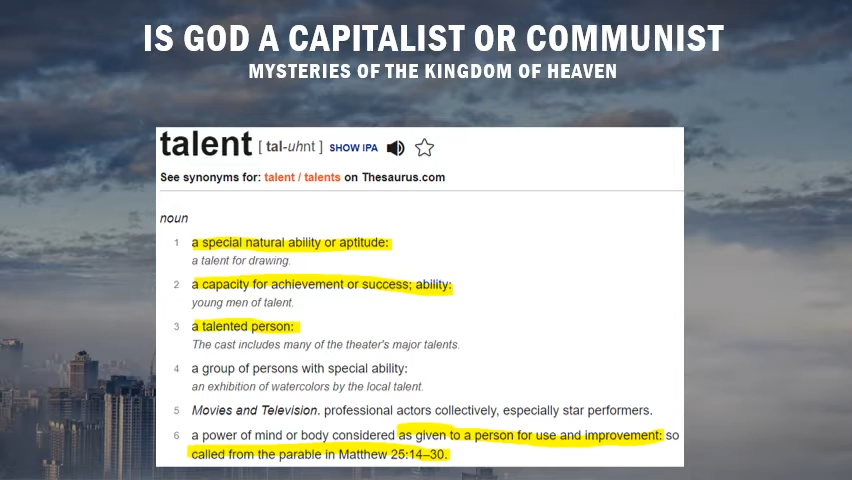 IS GOD A CAPITALIST OR COMMUNIST
MYSTERIES OF THE KINGDOM OF HEAVEN
talent [ tal-uhnt ] SHOW IPA
See synonyms for: talent / talents on Thesaurus.com
noun
1 a special natural ability or aptitude:
a talent for drawing.
2 a capacity for achievement or success; ability:
young men of talent.
3 a talented person:
The cast includes many of the theater's major talents.
4 a group of persons with special ability:
an exhibition of watercolors by the local talent.
5 Movies and Television. professional actors collectively, especially star performers.
6 a power of mind or body considered as given to a person for use and improvement: so
called from the parable in Matthew 25:14–30.